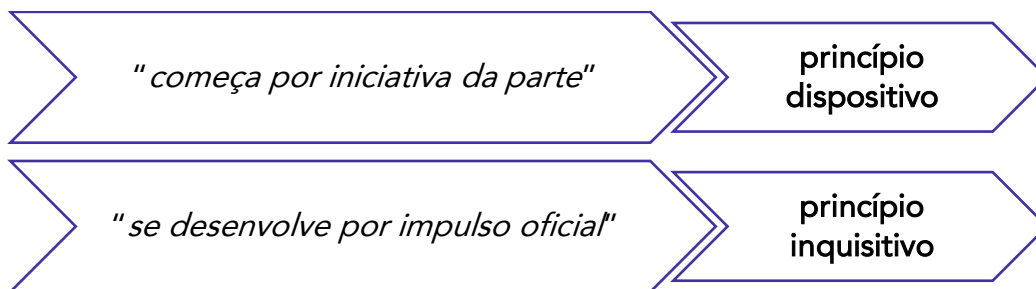 "começa por iniciativa da parte"
princípio
dispositivo
"se desenvolve por impulso oficial"
princípio
inquisitivo